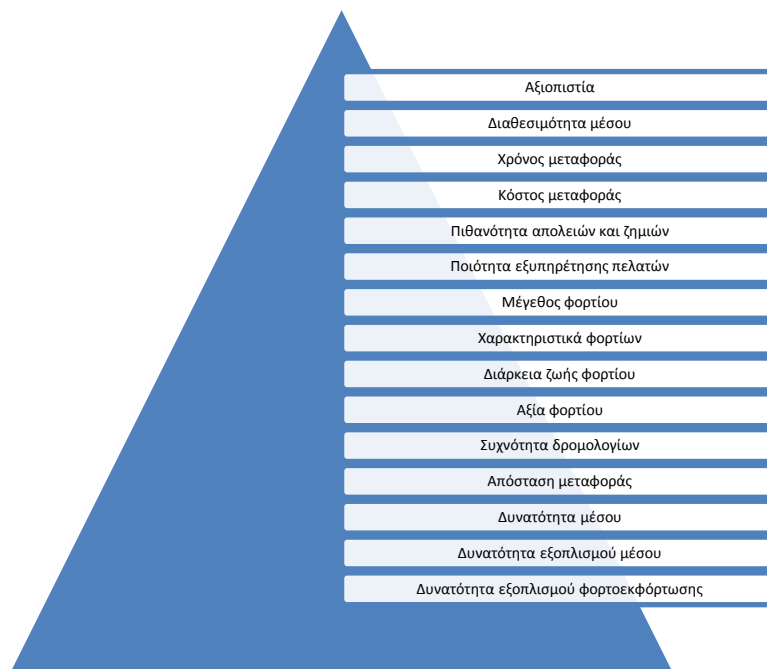 Αξιοπιστία
Διαθεσιμότητα μέσου
Χρόνος μεταφοράς
Κόστος μεταφοράς
Πιθανότητα απολειών και ζημιών
Ποιότητα εξυπηρέτησης πελατών
Μέγεθος φορτίου
Χαρακτηριστικά φορτίων
Διάρκεια ζωής φορτίου
Αξία φορτίου
Συχνότητα δρομολογίων
Απόσταση μεταφοράς
Δυνατότητα μέσου
Δυνατότητα εξοπλισμού μέσου
Δυνατότητα εξοπλισμού φορτοεκφόρτωσης